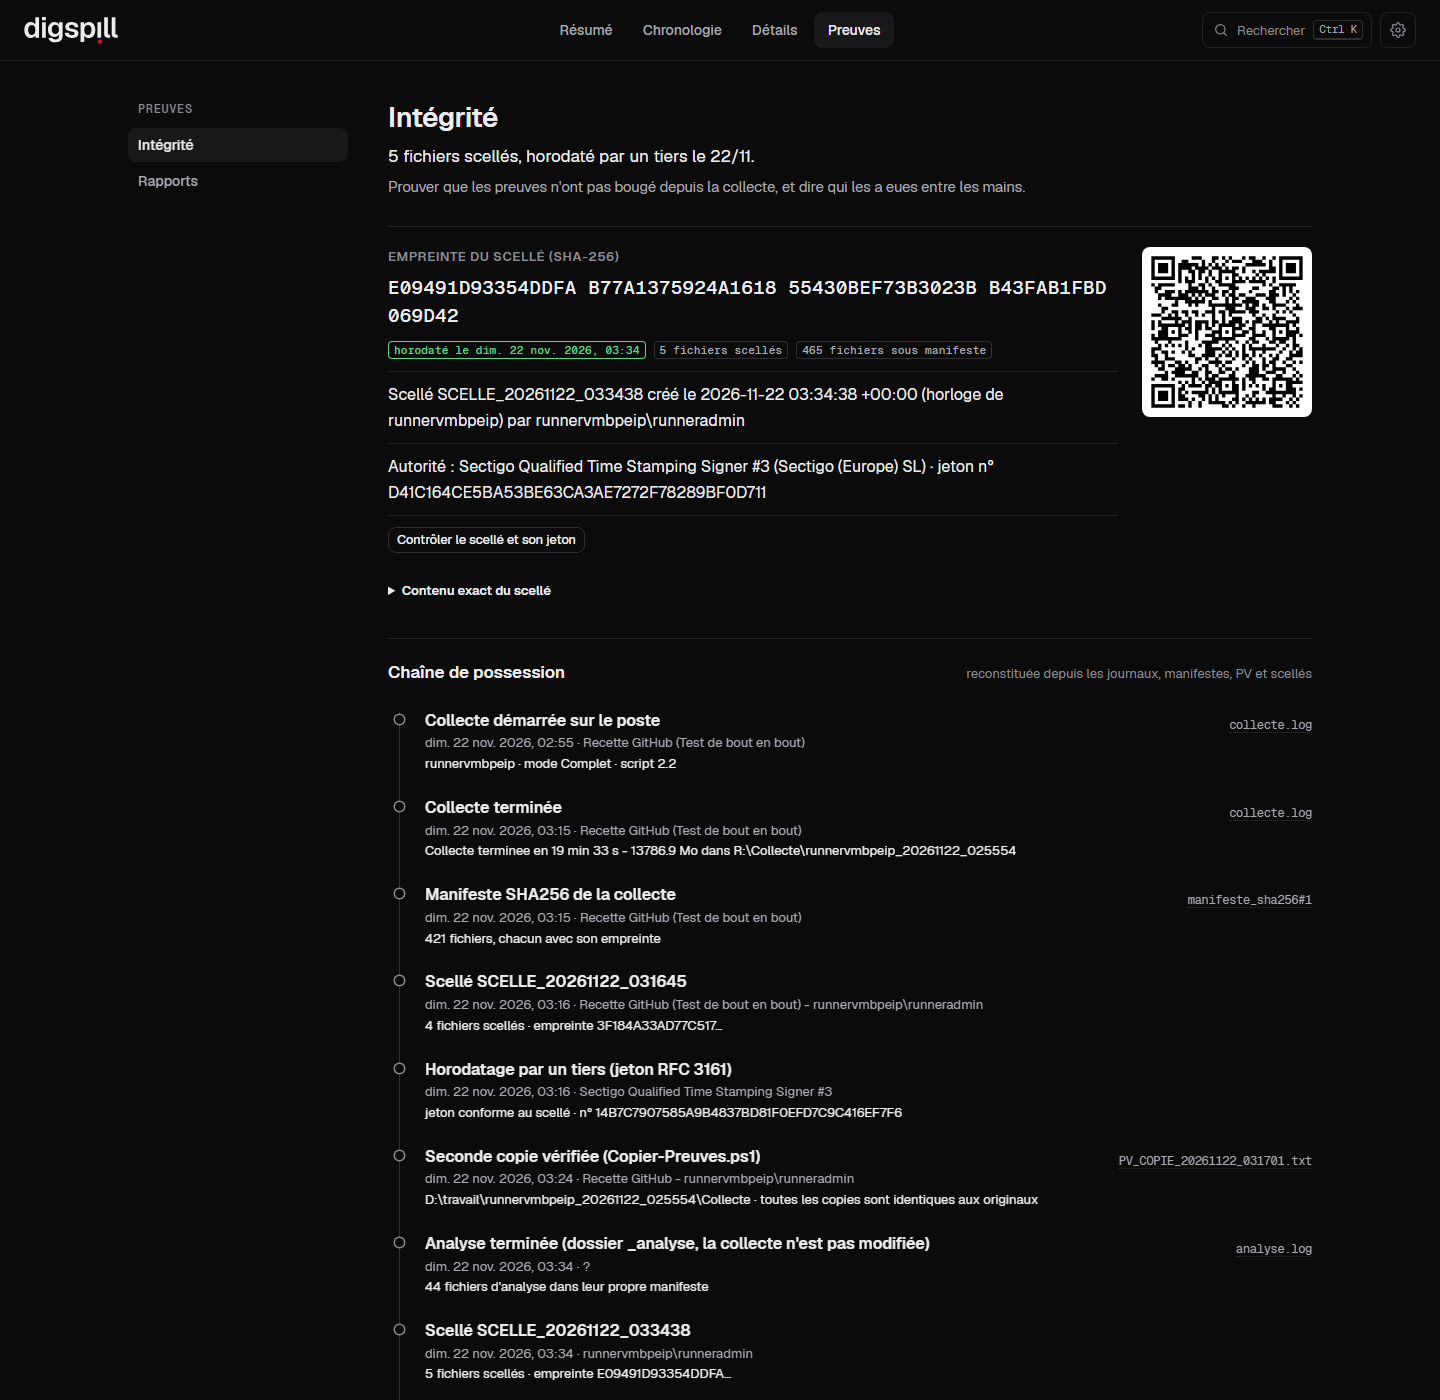 digspill
Résumé
Chronologie
Détails
Preuves
Rechercher
Ctrl K
PREUVES
Intégrité
Rapports
Intégrité
5 fichiers scellés, horodaté par un tiers le 22/11.
Prouver que les preuves n'ont pas bougé depuis la collecte, et dire qui les a eues entre les mains.
EMPREINTE DU SCELLÉ (SHA-256)
E09491D93354DDFA B77A1375924A1618 55430BEF73B3023B B43FAB1FBD
069D42
horodaté le dim. 22 nov. 2026, 03:34
5 fichiers scellés
465 fichiers sous manifeste
Scellé SCELLE_20261122_033438 créé le 2026-11-22 03:34:38 +00:00 (horloge de
runnervmbpeip) par runnervmbpeip\runneradmin
Autorité : Sectigo Qualified Time Stamping Signer #3 (Sectigo (Europe) SL) · jeton n°
D41C164CE5BA53BE63CA3AE7272F78289BF0D711
Contrôler le scellé et son jeton
Contenu exact du scellé
Chaîne de possession
reconstituée depuis les journaux, manifestes, PV et scellés
Collecte démarrée sur le poste
collecte.log
dim. 22 nov. 2026, 02:55 · Recette GitHub (Test de bout en bout)
runnervmbpeip · mode Complet · script 2.2
Collecte terminée
collecte.log
dim. 22 nov. 2026, 03:15 · Recette GitHub (Test de bout en bout)
Collecte terminee en 19 min 33 s - 13786.9 Mo dans R:\Collecte\runnervmbpeip_20261122_025554
Manifeste SHA256 de la collecte
manifeste_sha256#1
dim. 22 nov. 2026, 03:15 · Recette GitHub (Test de bout en bout)
421 fichiers, chacun avec son empreinte
Scellé SCELLE_20261122_031645
dim. 22 nov. 2026, 03:16 · Recette GitHub (Test de bout en bout) - runnervmbpeip\runneradmin
4 fichiers scellés · empreinte 3F184A33AD77C517…
Horodatage par un tiers (jeton RFC 3161)
dim. 22 nov. 2026, 03:16 · Sectigo Qualified Time Stamping Signer #3
jeton conforme au scellé · n° 14B7C7907585A9B4837BD81F0EFD7C9C416EF7F6
Seconde copie vérifiée (Copier-Preuves.ps1)
PV_COPIE_20261122_031701.txt
dim. 22 nov. 2026, 03:24 · Recette GitHub - runnervmbpeip\runneradmin
D:\travail\runnervmbpeip_20261122_025554\Collecte · toutes les copies sont identiques aux originaux
Analyse terminée (dossier _analyse, la collecte n'est pas modifiée)
analyse.log
dim. 22 nov. 2026, 03:34 · ?
44 fichiers d'analyse dans leur propre manifeste
Scellé SCELLE_20261122_033438
dim. 22 nov. 2026, 03:34 · runnervmbpeip\runneradmin
5 fichiers scellés · empreinte E09491D93354DDFA…